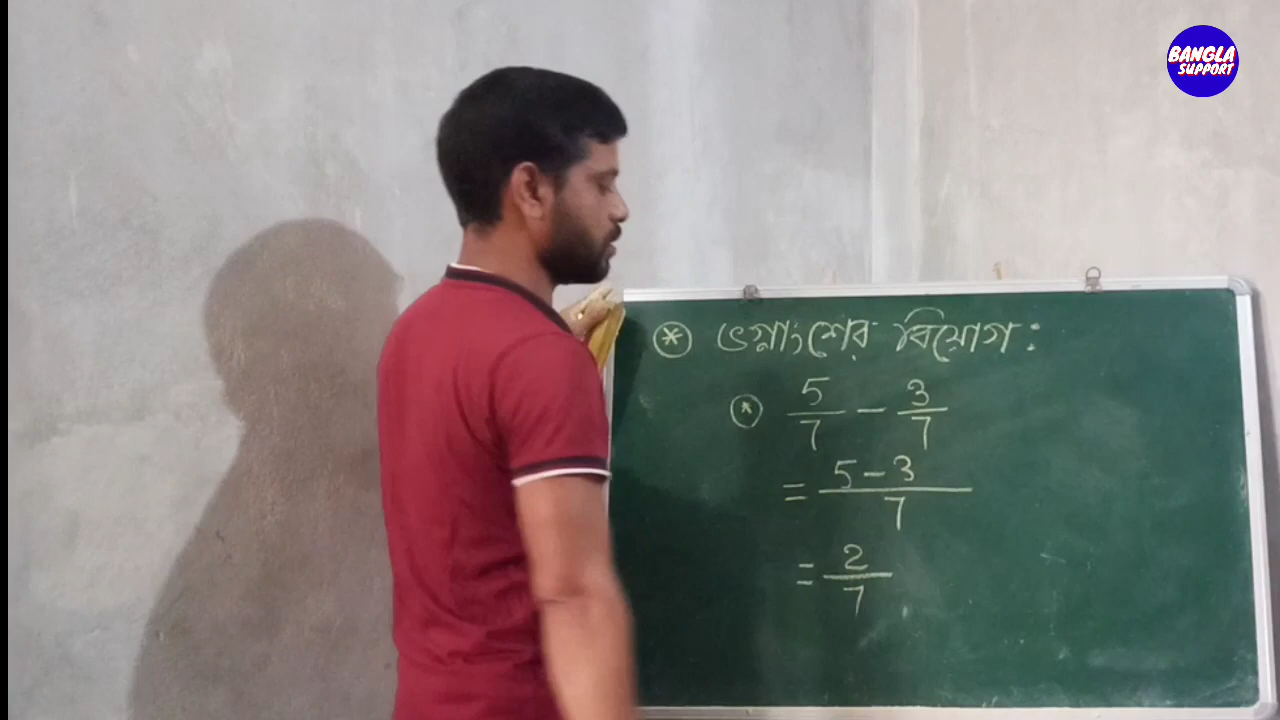 BANGLA
SUPPORT
* ভগ্নাংশের বিয়োগ :
* 5/7 - 3/7
= 5-3/7
= 2/7